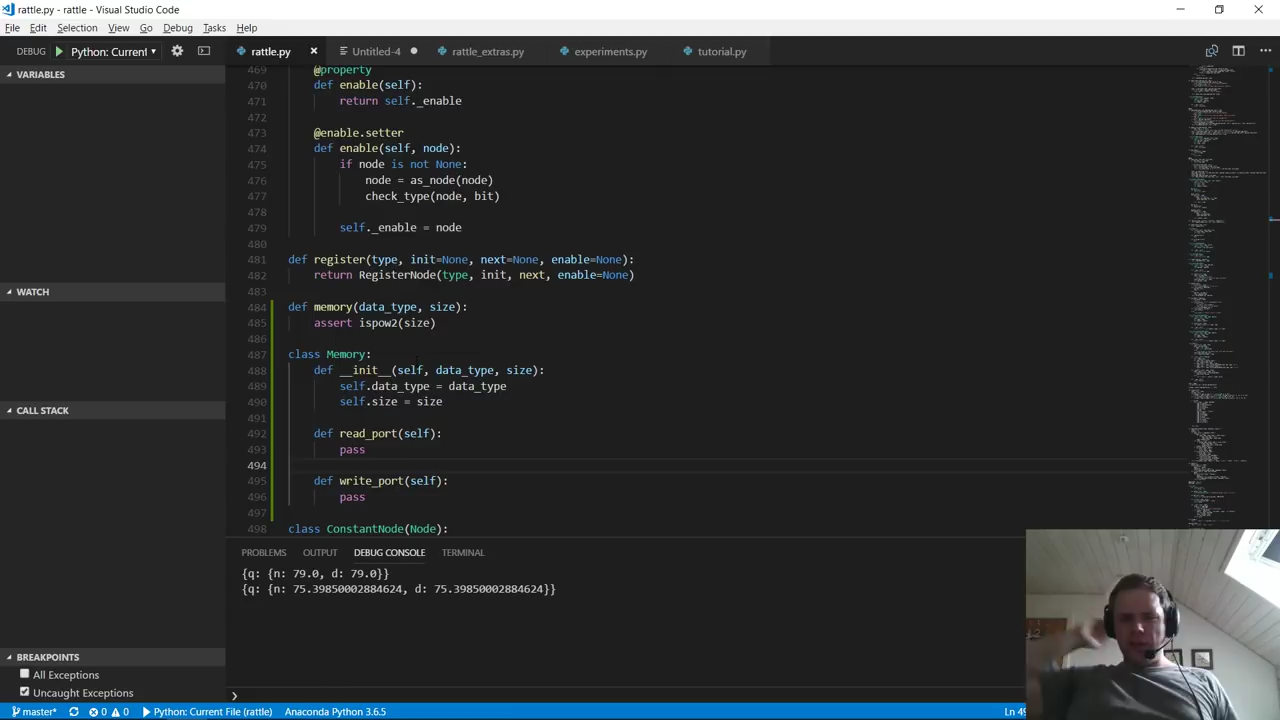 rattle.py - rattle - Visual Studio Code
File Edit Selection View Go Debug Tasks Help
DEBUG Python: Current rattle.py Untitled-4 rattle_extras.py experiments.py tutorial.py
VARIABLES
WATCH
CALL STACK
BREAKPOINTS
All Exceptions
Uncaught Exceptions
469 @property
470 def enable(self):
471 return self._enable
472
473 @enable.setter
474 def enable(self, node):
475 if node is not None:
476 node = as_node(node)
477 check_type(node, bit)
478
479 self._enable = node
480
481 def register(type, init=None, next=None, enable=None):
482 return RegisterNode(type, init, next, enable=None)
483
484 def memory(data_type, size):
485 assert ispow2(size)
486
487 class Memory:
488 def __init__(self, data_type, size):
489 self.data_type = data_type
490 self.size = size
491
492 def read_port(self):
493 pass
494
495 def write_port(self):
496 pass
497
498 class ConstantNode(Node):
PROBLEMS OUTPUT DEBUG CONSOLE TERMINAL
{q: {n: 79.0, d: 79.0}}
{q: {n: 75.39850002884624, d: 75.39850002884624}}
master* 0 0 Python: Current File (rattle) Anaconda Python 3.6.5 Ln 49